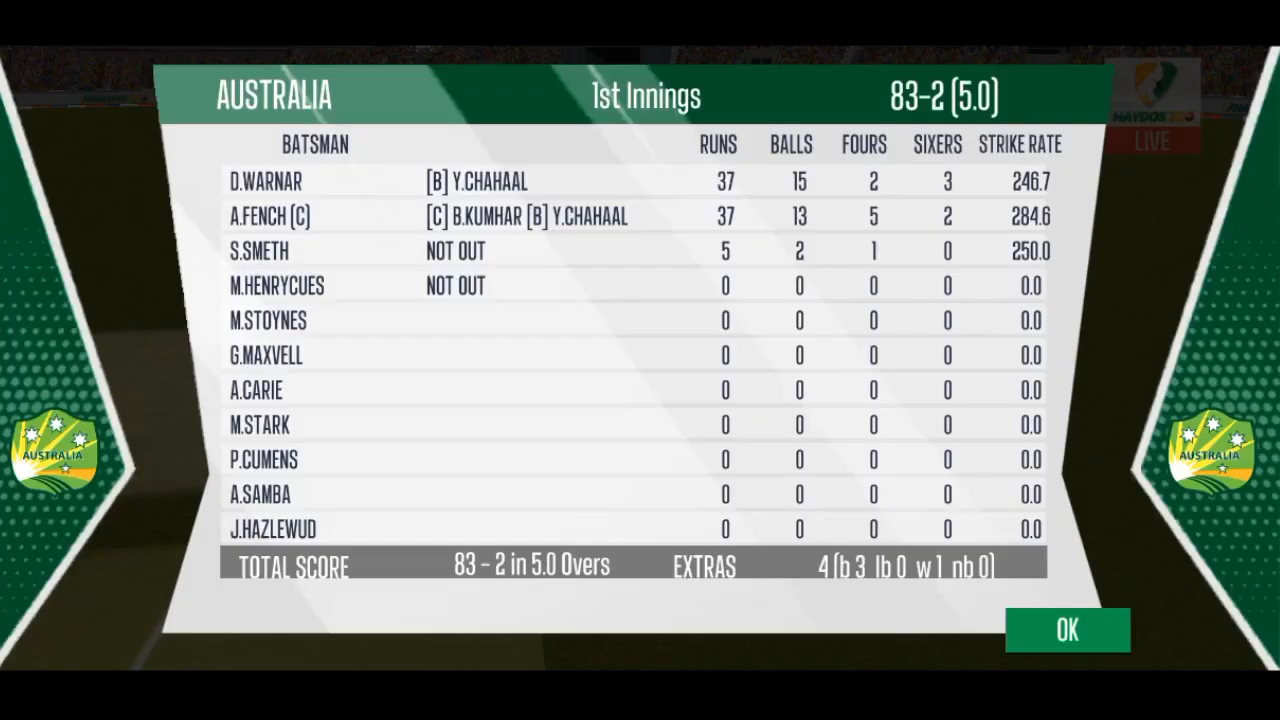 AUSTRALIA 1st Innings 83-2 (5.0)
HAYDOS
LIVE
BATSMAN RUNS BALLS FOURS SIXERS STRIKE RATE
D.WARNAR [B] Y.CHAHAAL 37 15 2 3 246.7
A.FENCH (C) [C] B.KUMHAR [B] Y.CHAHAAL 37 13 5 2 284.6
S.SMETH NOT OUT 5 2 1 0 250.0
M.HENRYCUES NOT OUT 0 0 0 0 0.0
M.STOYNES 0 0 0 0 0.0
G.MAXVELL 0 0 0 0 0.0
A.CARIE 0 0 0 0 0.0
M.STARK 0 0 0 0 0.0
P.CUMENS 0 0 0 0 0.0
A.SAMBA 0 0 0 0 0.0
J.HAZLEWUD 0 0 0 0 0.0
TOTAL SCORE 83 - 2 in 5.0 Overs EXTRAS 4 (b 3 lb 0 w 1 nb 0)
AUSTRALIA
AUSTRALIA
OK